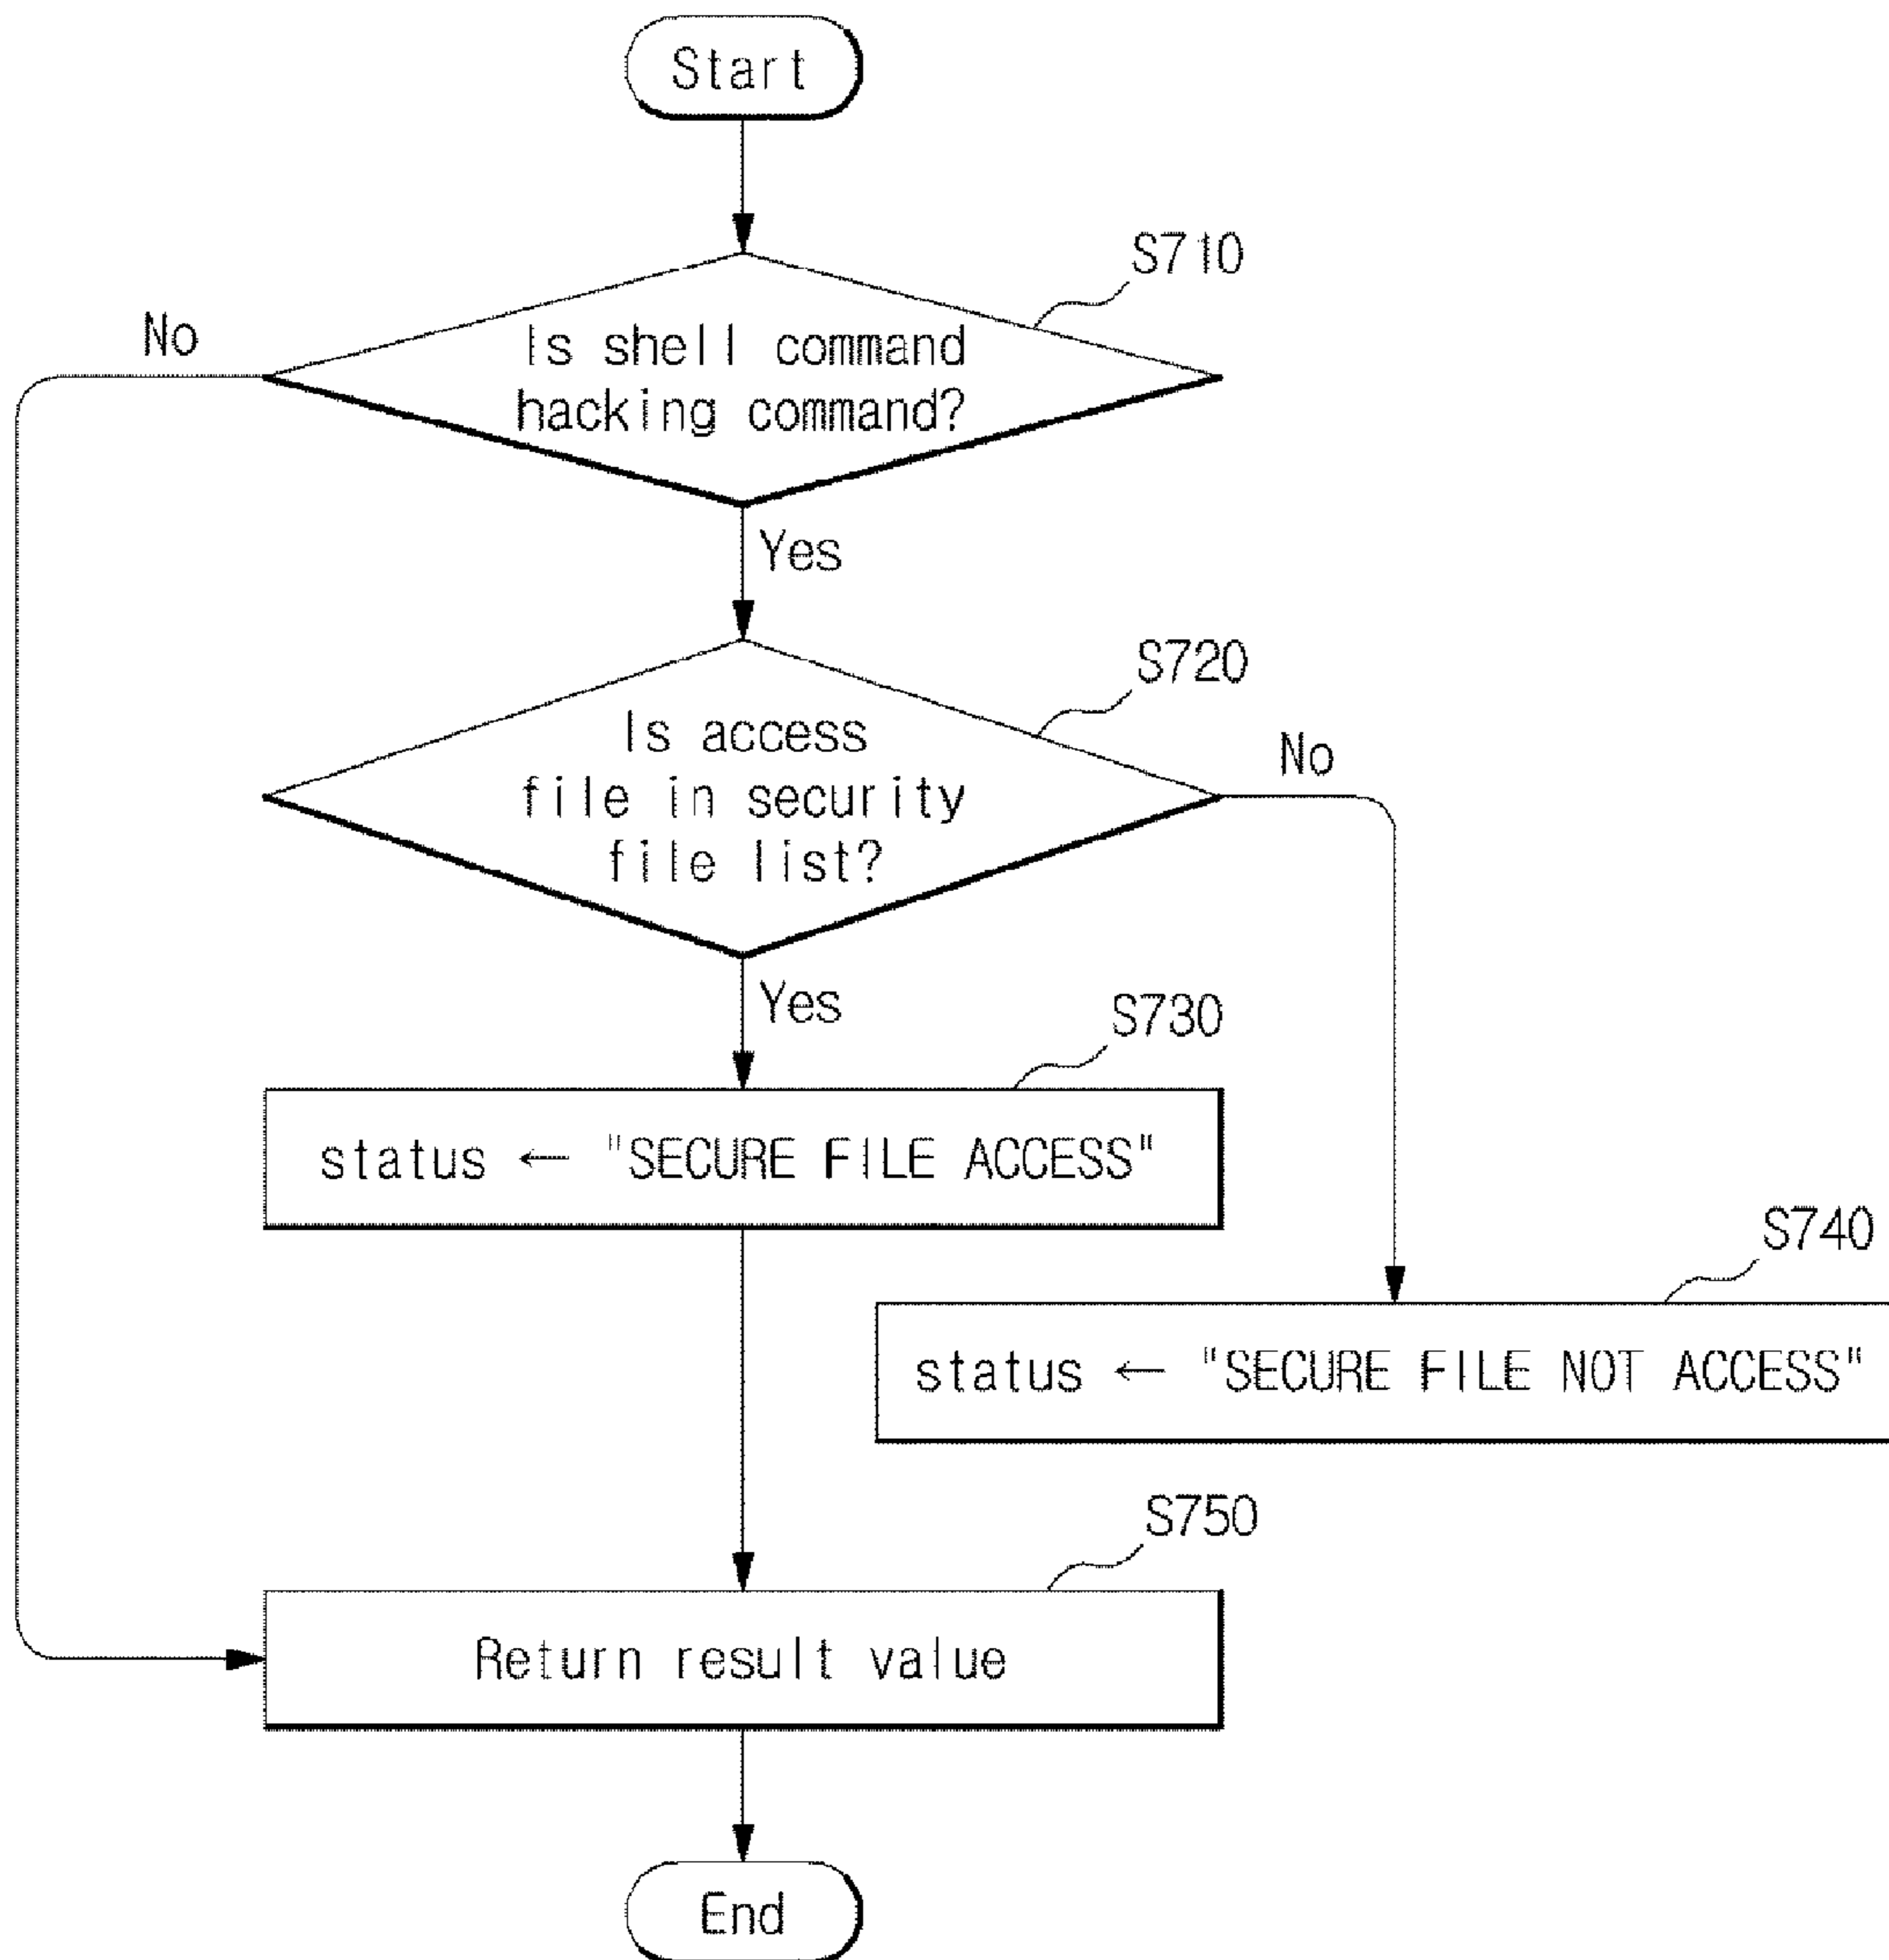 Start
S710
No
Is shell command
hacking command?
Yes
S720
Is access
file in security
file list?
No
Yes
S730
status ← "SECURE FILE ACCESS"
S740
status ← "SECURE FILE NOT ACCESS"
S750
Return result value
End